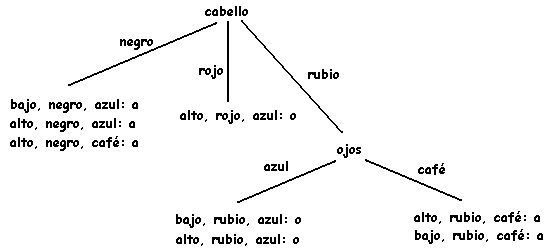 cabello
negro
rojo
rubio
bajo, negro, azul: a
alto, negro, azul: a
alto, negro, café: a
alto, rojo, azul: o
ojos
azul
café
bajo, rubio, azul: o
alto, rubio, azul: o
alto, rubio, café: a
bajo, rubio, café: a